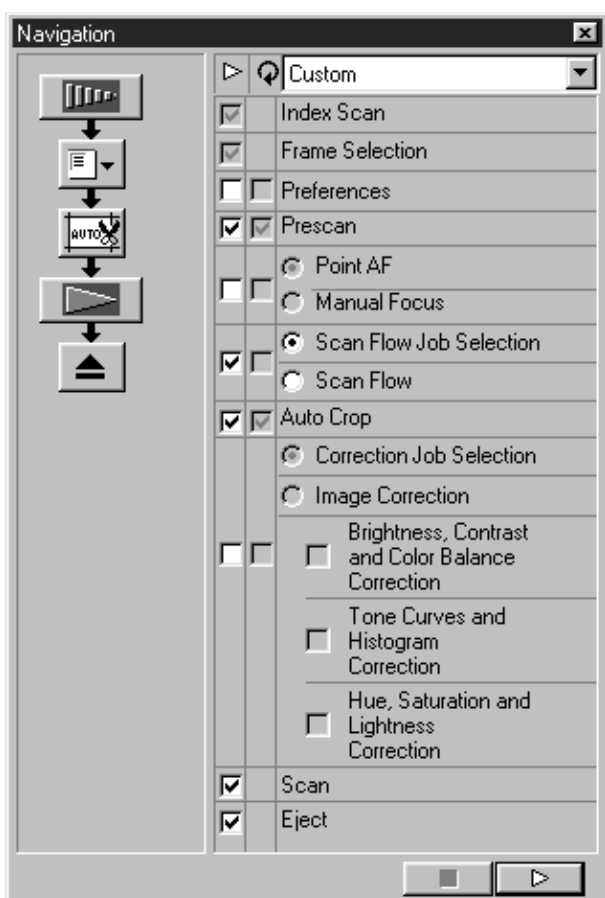 Navigation
Custom
Index Scan
Frame Selection
Preferences
AUTO
Prescan
Point AF
Manual Focus
Scan Flow Job Selection
Scan Flow
Auto Crop
Correction Job Selection
Image Correction
Brightness, Contrast
and Color Balance
Correction
Tone Curves and
Histogram
Correction
Hue, Saturation and
Lightness
Correction
Scan
Eject